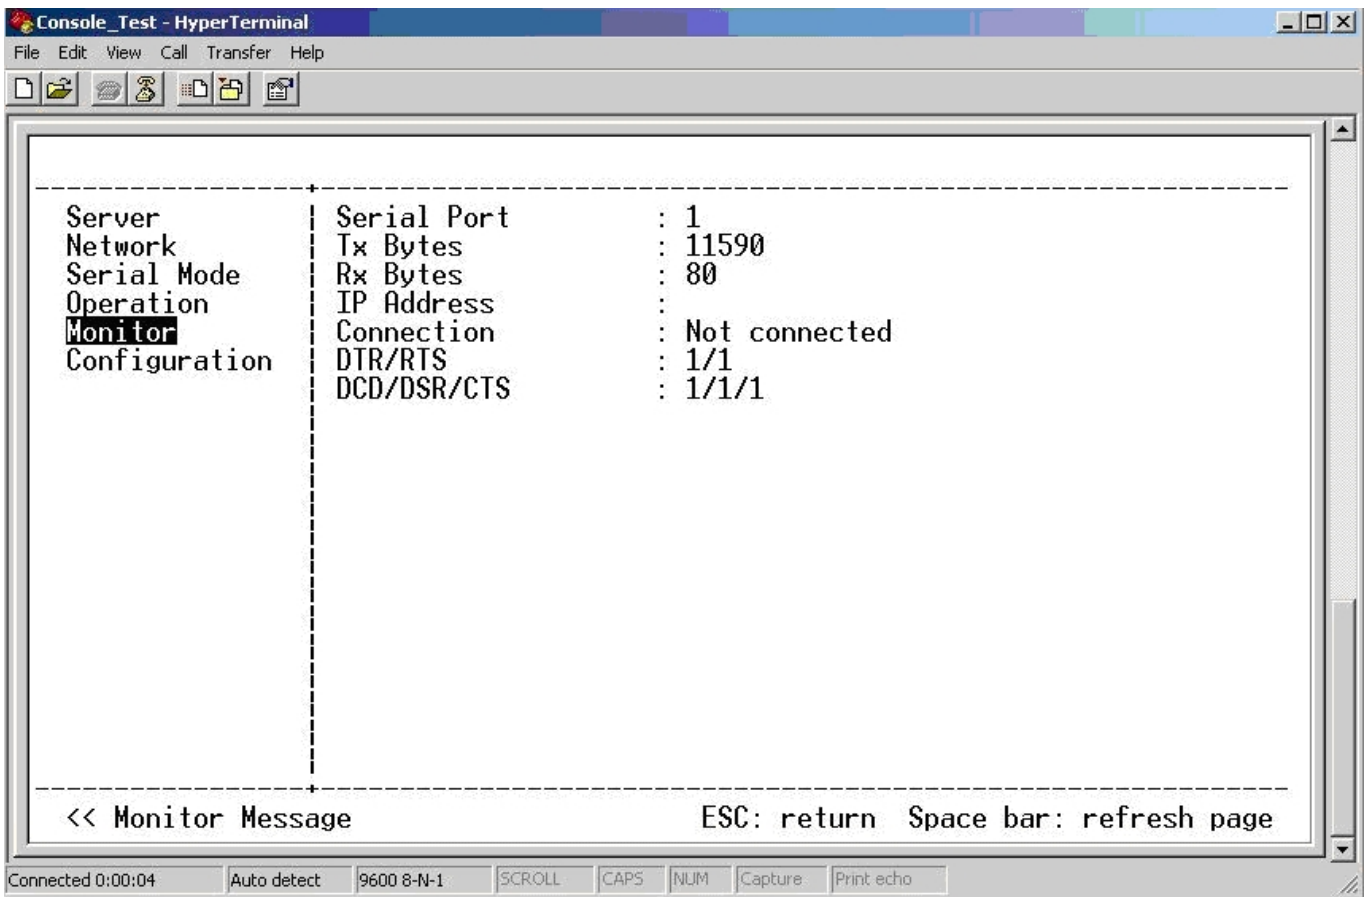 Console_Test - HyperTerminal
File Edit View Call Transfer Help
Server Serial Port : 1
Network Tx Bytes : 11590
Serial Mode Rx Bytes : 80
Operation IP Address :
Monitor Connection : Not connected
Configuration DTR/RTS : 1/1
DCD/DSR/CTS : 1/1/1
<< Monitor Message ESC: return Space bar: refresh page
Connected 0:00:04 Auto detect 9600 8-N-1 SCROLL CAPS NUM Capture Print echo